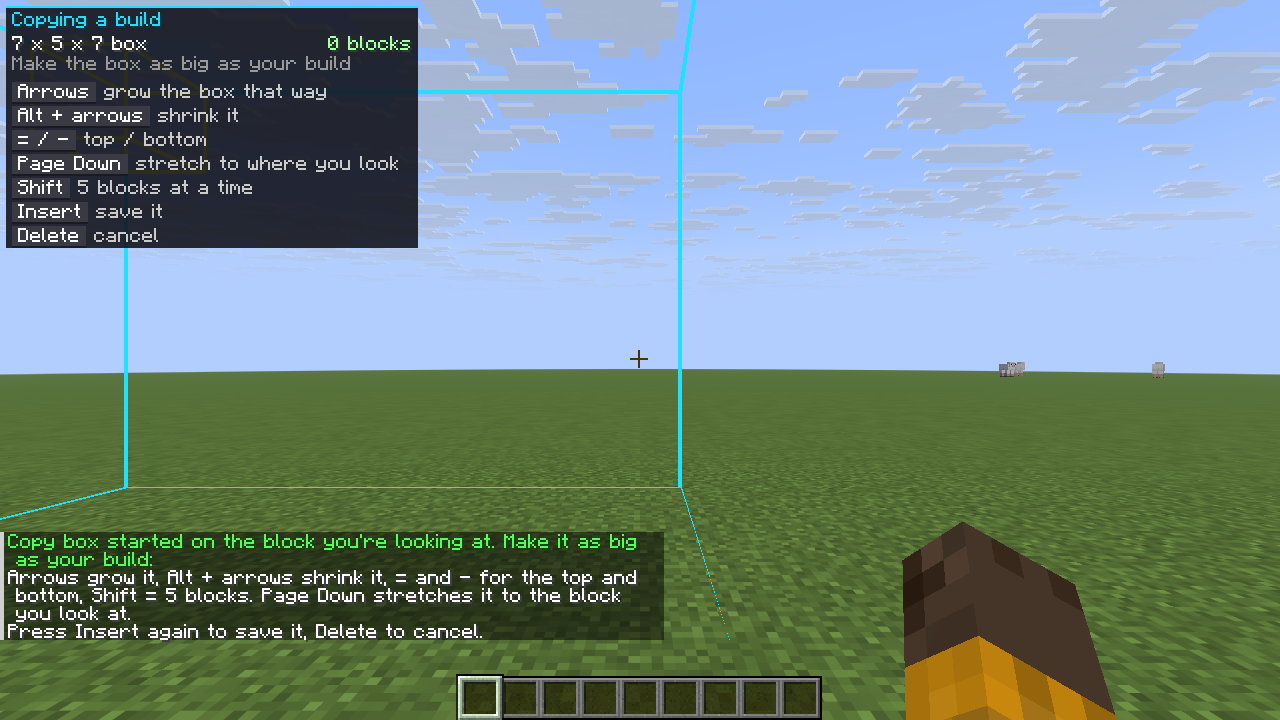 Copying a build
7 x 5 x 7 box 0 blocks
Make the box as big as your build
Arrows grow the box that way
Alt + arrows shrink it
= / - top / bottom
Page Down stretch to where you look
Shift 5 blocks at a time
Insert save it
Delete cancel
Copy box started on the block you're looking at. Make it as big
as your build:
Arrows grow it, Alt + arrows shrink it, = and - for the top and
bottom, Shift = 5 blocks. Page Down stretches it to the block
you look at.
Press Insert again to save it, Delete to cancel.